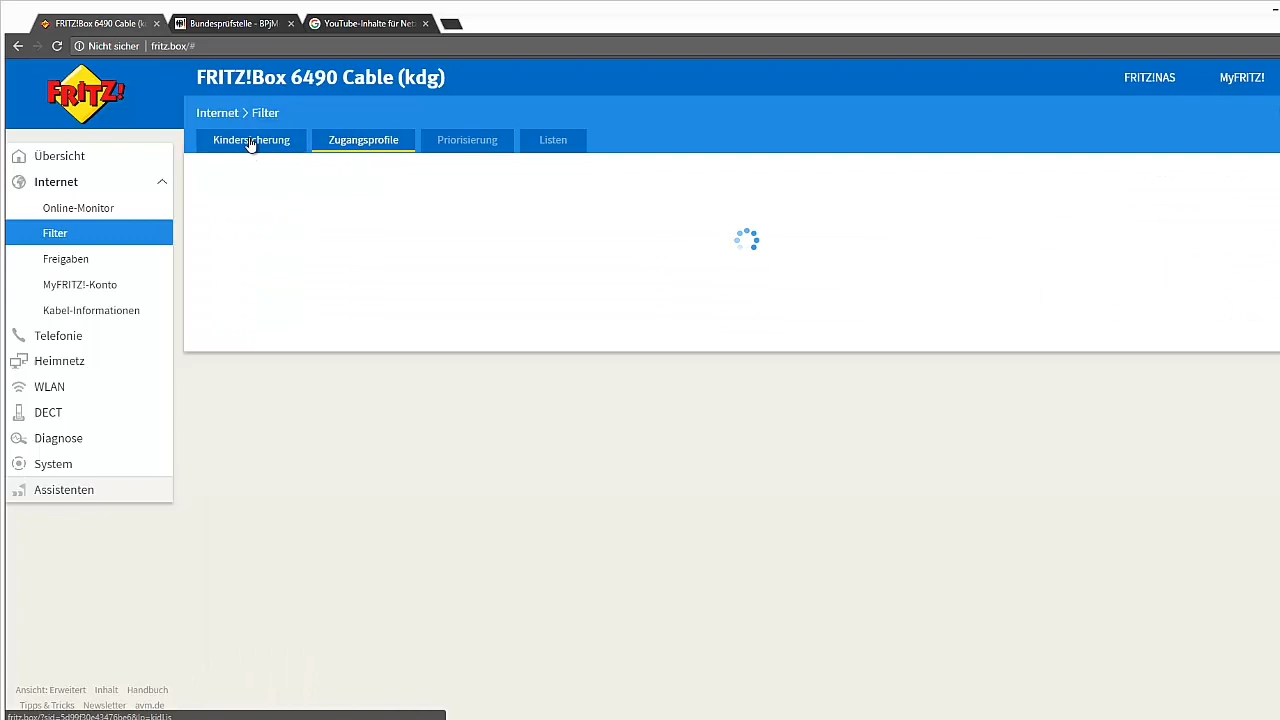 FRITZ!Box 6490 Cable (k
Bundesprüfstelle - BPjM
YouTube-Inhalte für Net
Nicht sicher fritz.box/#
FRITZ!
FRITZ!Box 6490 Cable (kdg)
FRITZ!NAS
MyFRITZ!
Internet > Filter
Kindersicherung
Zugangsprofile
Priorisierung
Listen
Übersicht
Internet
Online-Monitor
Filter
Freigaben
MyFRITZ!-Konto
Kabel-Informationen
Telefonie
Heimnetz
WLAN
DECT
Diagnose
System
Assistenten
Ansicht: Erweitert Inhalt Handbuch
Tipps & Tricks Newsletter avm.de